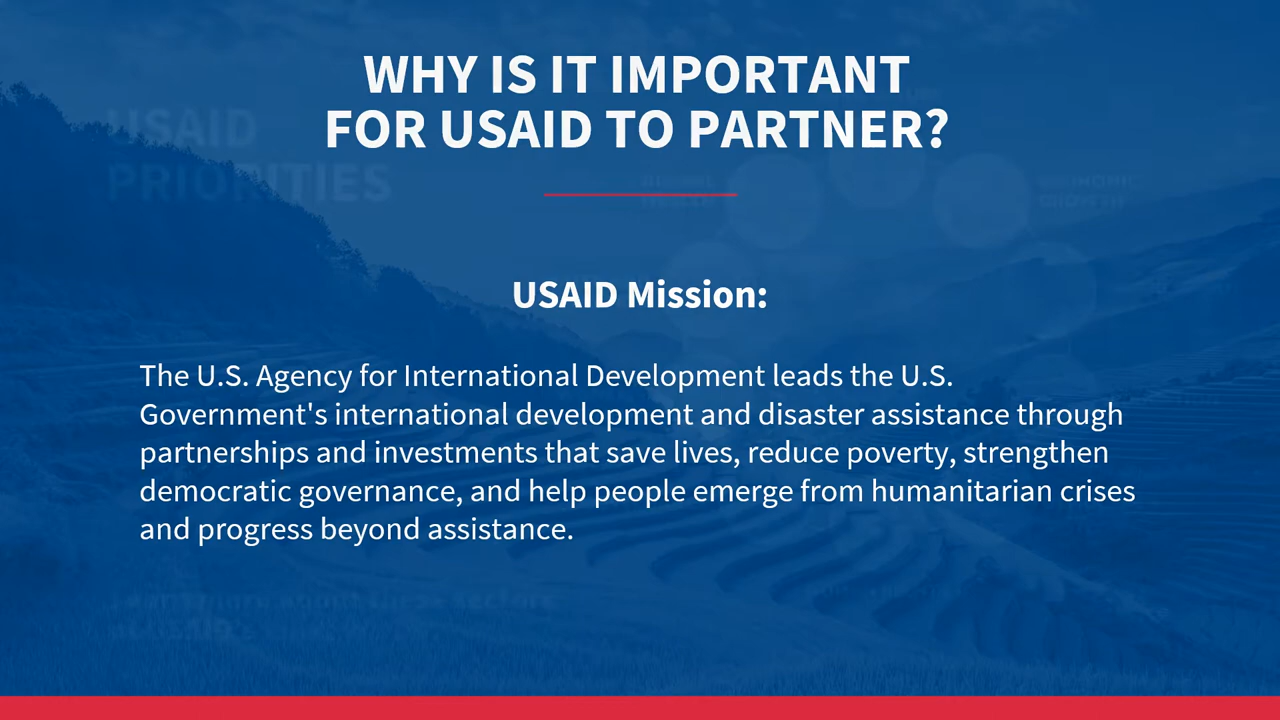 WHY IS IT IMPORTANT
FOR USAID TO PARTNER?
USAID
PRIORITIES
USAID Mission:
The U.S. Agency for International Development leads the U.S.
Government's international development and disaster assistance through
partnerships and investments that save lives, reduce poverty, strengthen
democratic governance, and help people emerge from humanitarian crises
and progress beyond assistance.